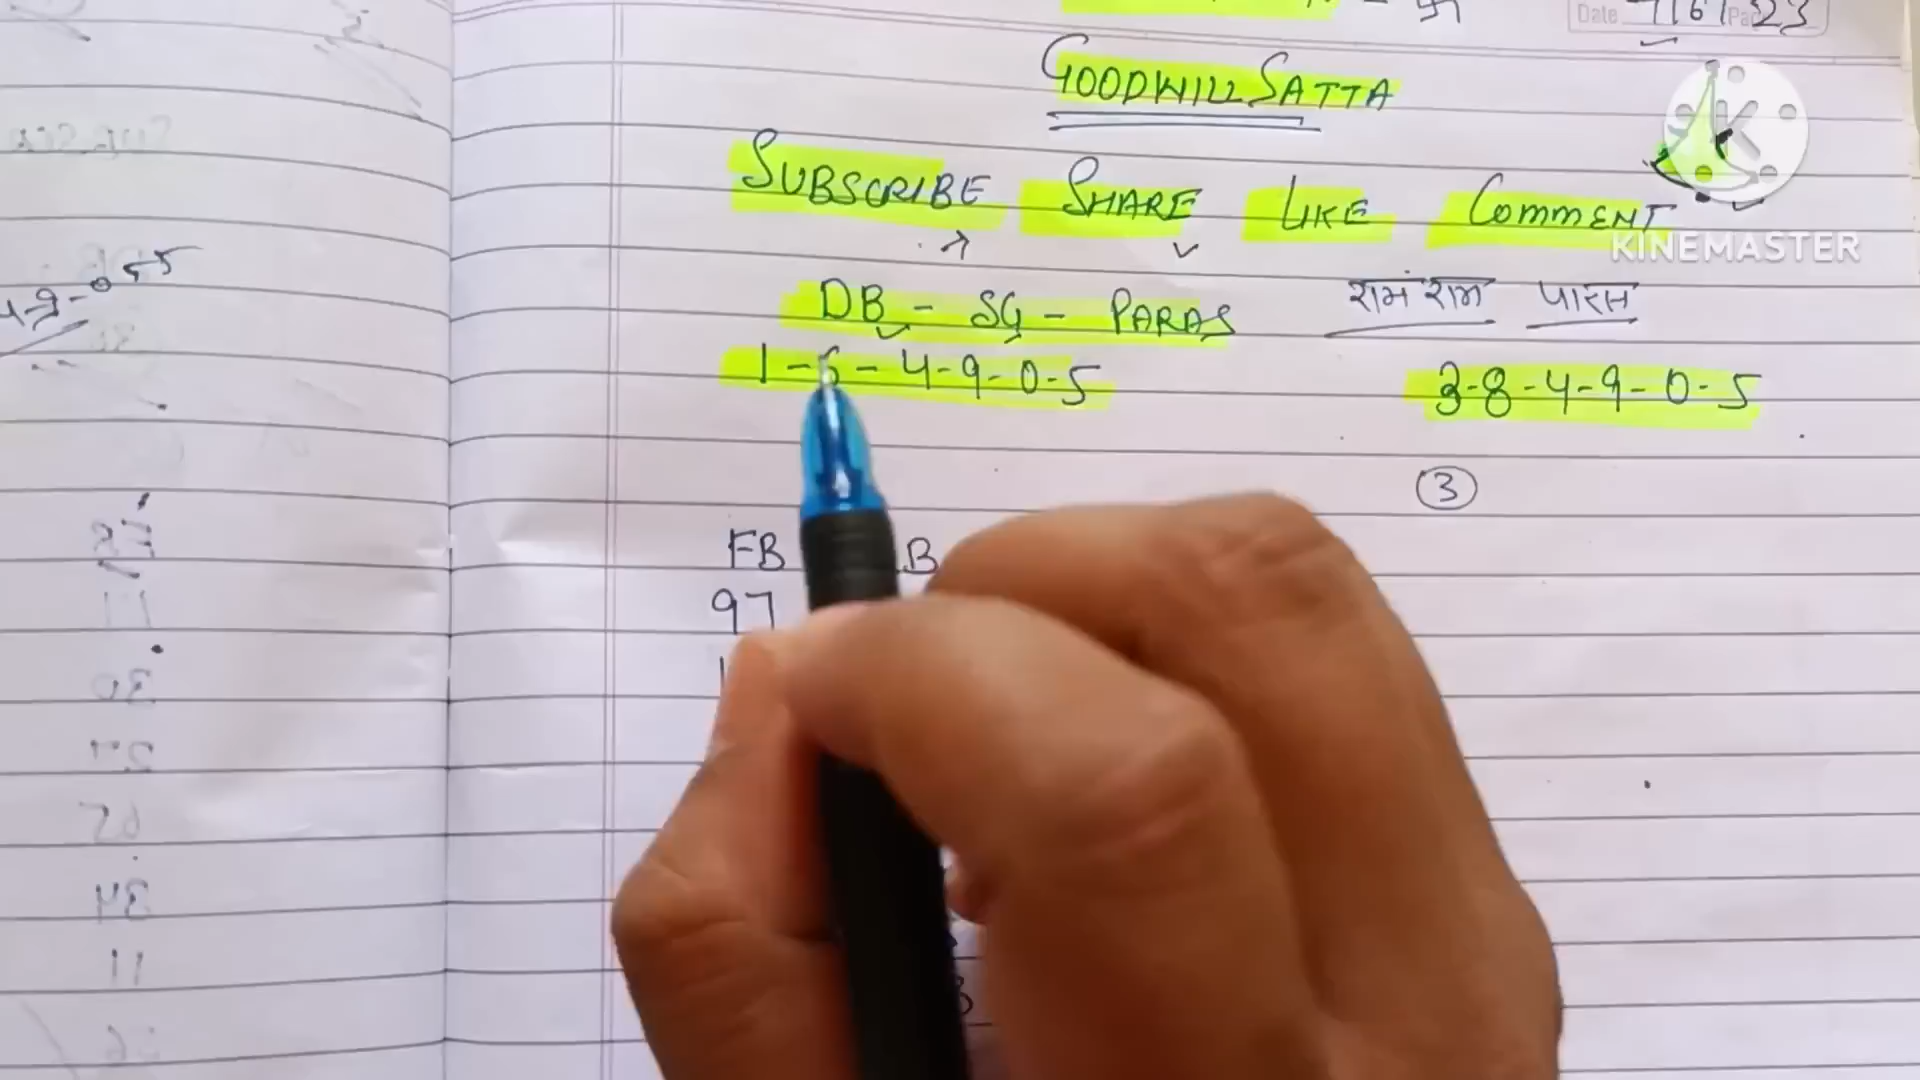 Date 7/6/23
GOODWILL SATTA
SUBSCRIBE SHARE LIKE COMMENT
KINEMASTER
DB - SG - PARAS राम राम पारस
1-6-4-9-0-5 3-8-4-9-0-5
3
FB
97